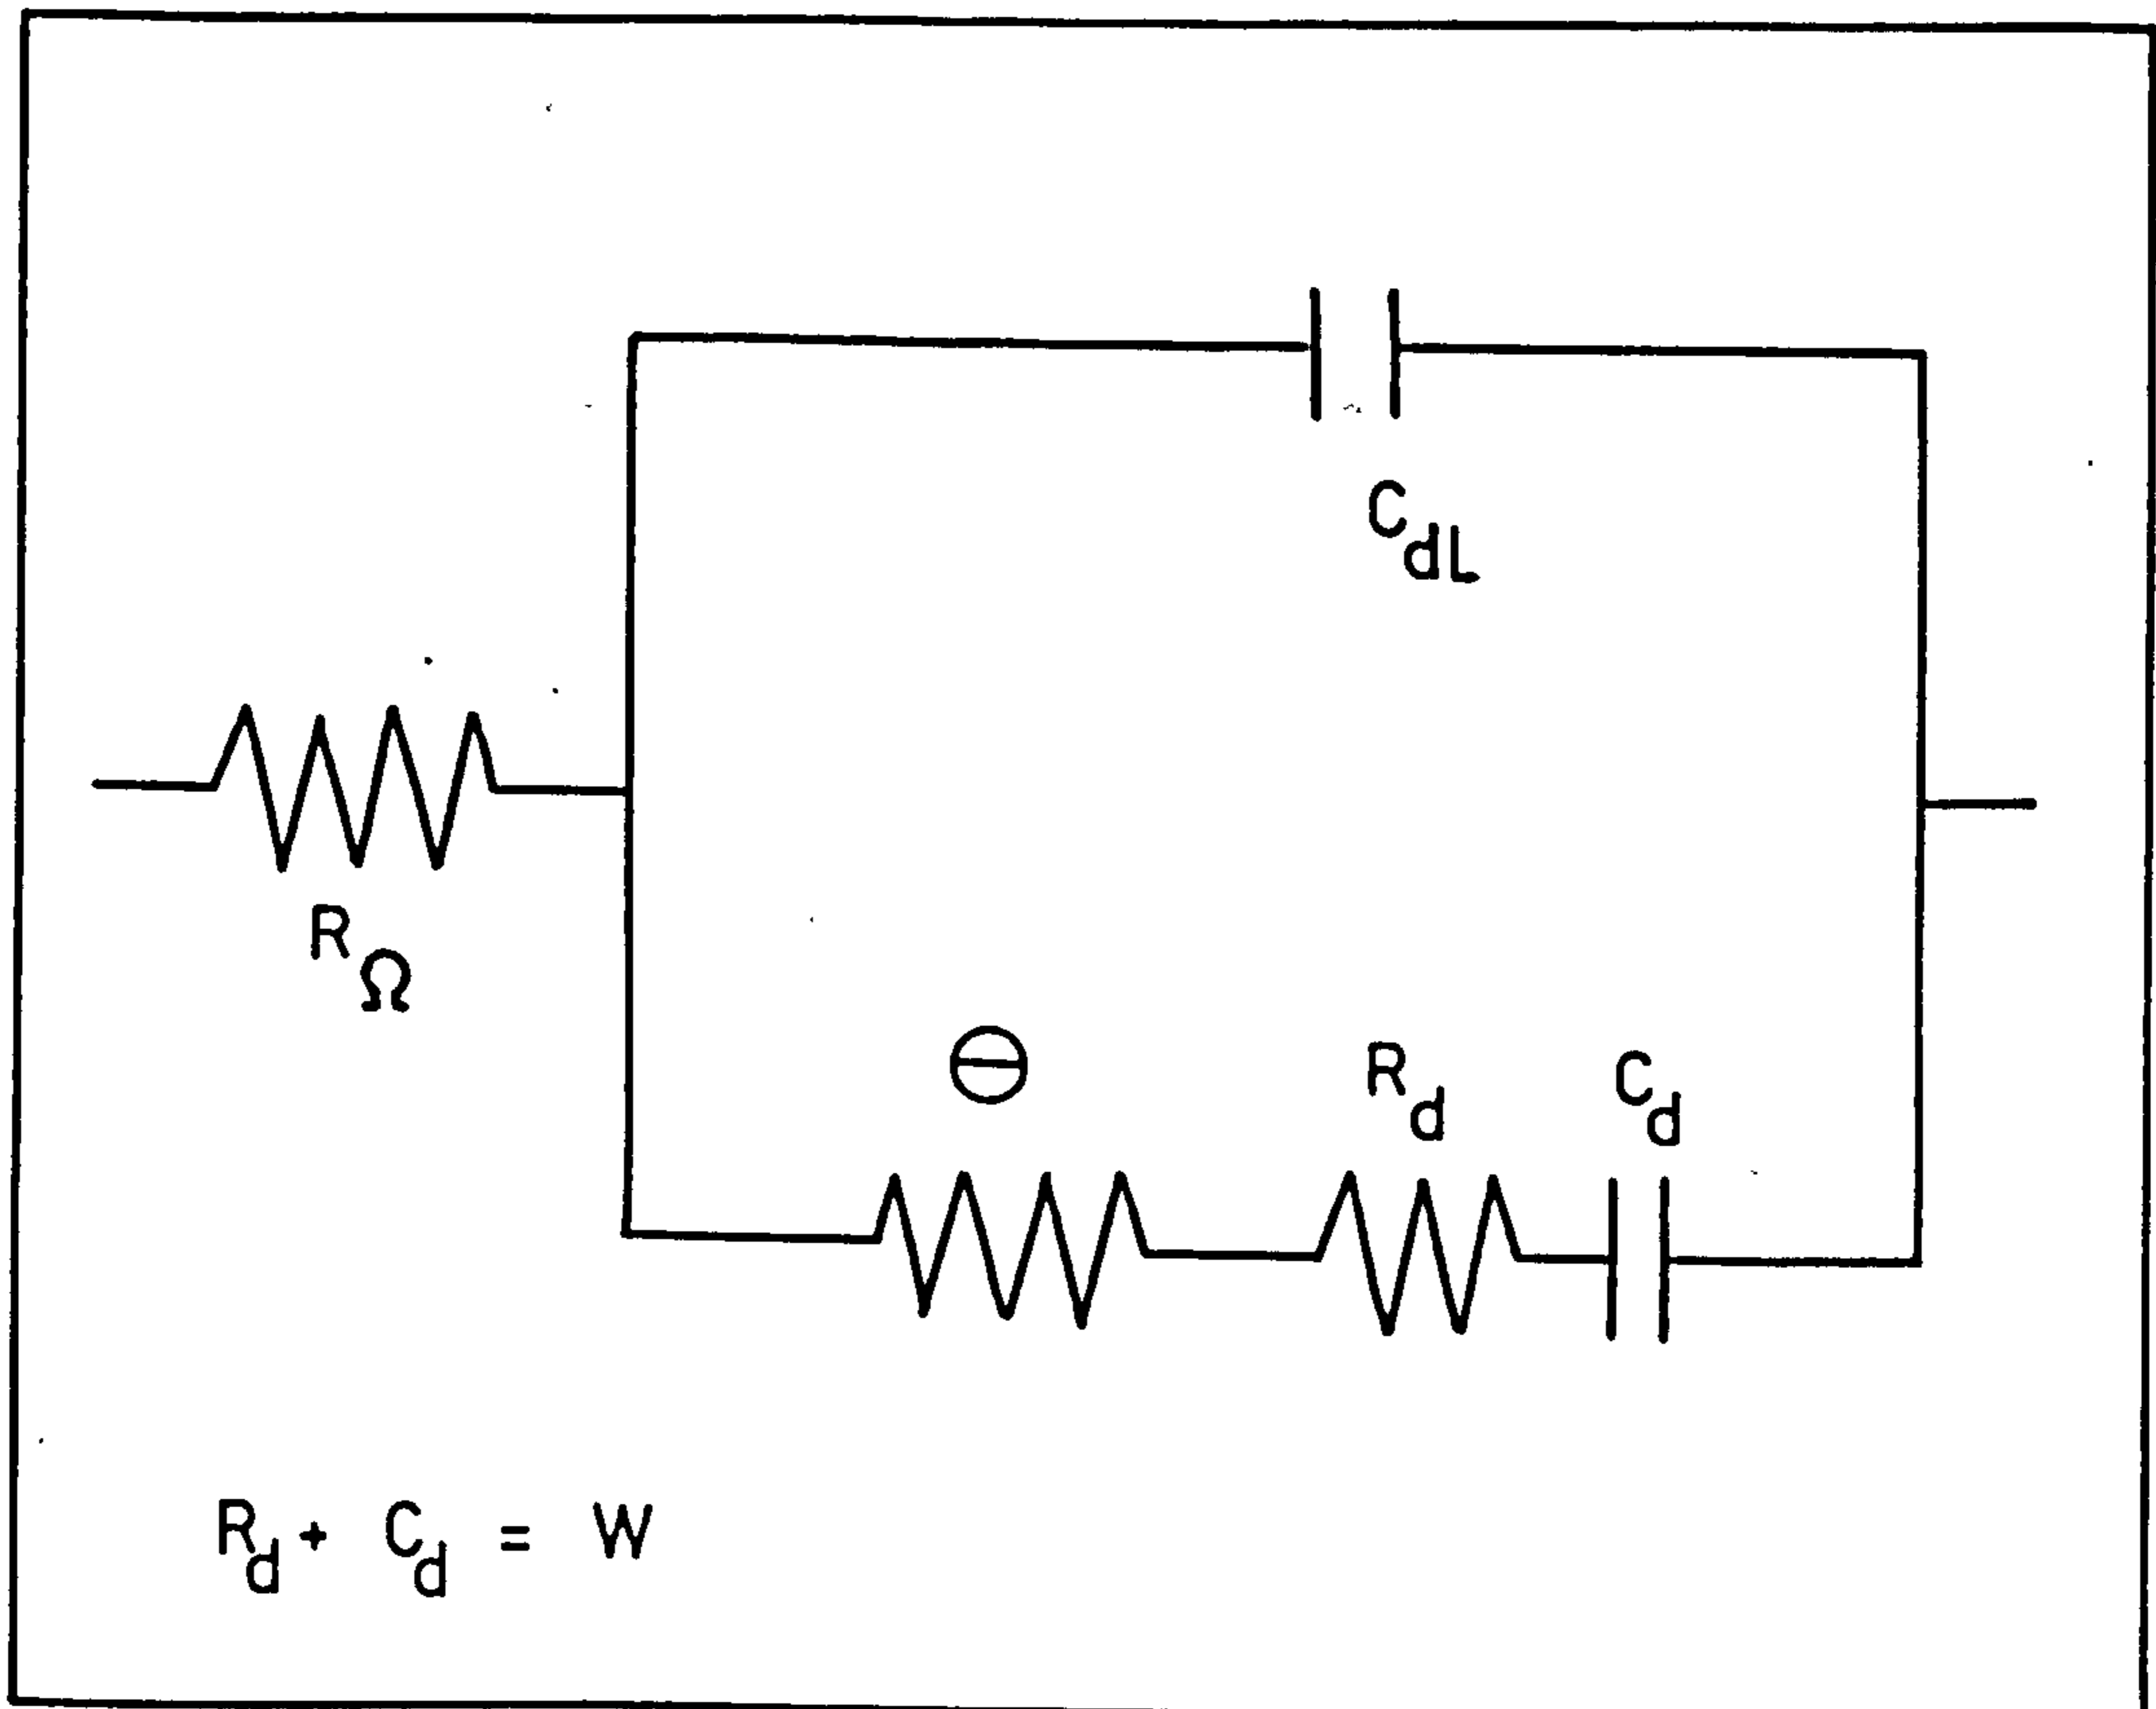 C_dL
R_Ω
Θ
R_d
C_d
R_d + C_d = W